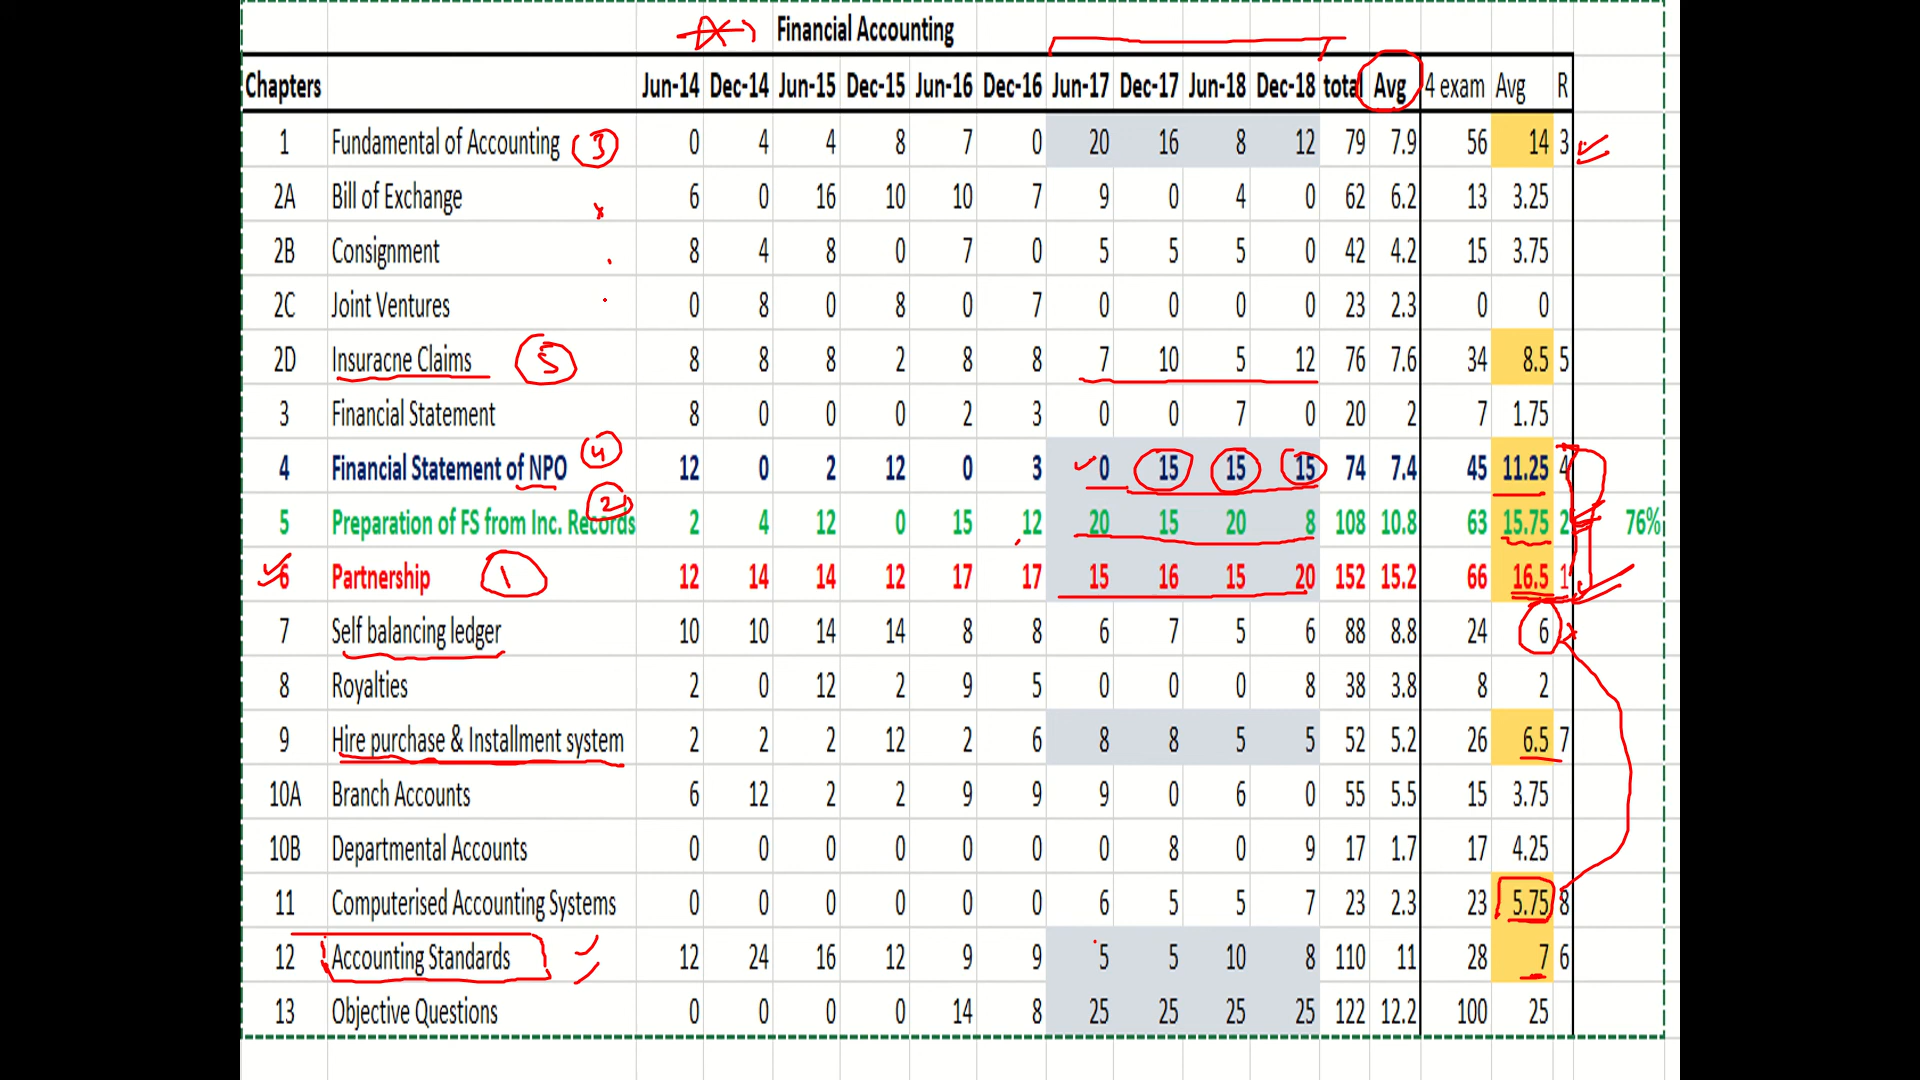 Financial Accounting
Chapters Jun-14 Dec-14 Jun-15 Dec-15 Jun-16 Dec-16 Jun-17 Dec-17 Jun-18 Dec-18 total Avg 4 exam Avg R
1 Fundamental of Accounting 3 0 4 4 8 7 0 20 16 8 12 79 7.9 56 14 3
2A Bill of Exchange 6 0 16 10 10 7 9 0 4 0 62 6.2 13 3.25
2B Consignment 8 4 8 0 7 0 5 5 5 0 42 4.2 15 3.75
2C Joint Ventures 0 8 0 8 0 7 0 0 0 0 23 2.3 0 0
2D Insuracne Claims 5 8 8 8 2 8 8 7 10 5 12 76 7.6 34 8.5 5
3 Financial Statement 8 0 0 0 2 3 0 0 7 0 20 2 7 1.75
4 Financial Statement of NPO 4 12 0 2 12 0 3 0 15 15 15 74 7.4 45 11.25 4
5 Preparation of FS from Inc. Records 2 2 4 12 0 15 12 20 15 20 8 108 10.8 63 15.75 2 76%
6 Partnership 1 12 14 14 12 17 17 15 16 15 20 152 15.2 66 16.5 1
7 Self balancing ledger 10 10 14 14 8 8 6 7 5 6 88 8.8 24 6
8 Royalties 2 0 12 2 9 5 0 0 0 8 38 3.8 8 2
9 Hire purchase & Installment system 2 2 2 12 2 6 8 8 5 5 52 5.2 26 6.5 7
10A Branch Accounts 6 12 2 2 9 9 9 0 6 0 55 5.5 15 3.75
10B Departmental Accounts 0 0 0 0 0 0 0 8 0 9 17 1.7 17 4.25
11 Computerised Accounting Systems 0 0 0 0 0 0 6 5 5 7 23 2.3 23 5.75 8
12 Accounting Standards 12 24 16 12 9 9 5 5 10 8 110 11 28 7 6
13 Objective Questions 0 0 0 0 14 8 25 25 25 25 122 12.2 100 25